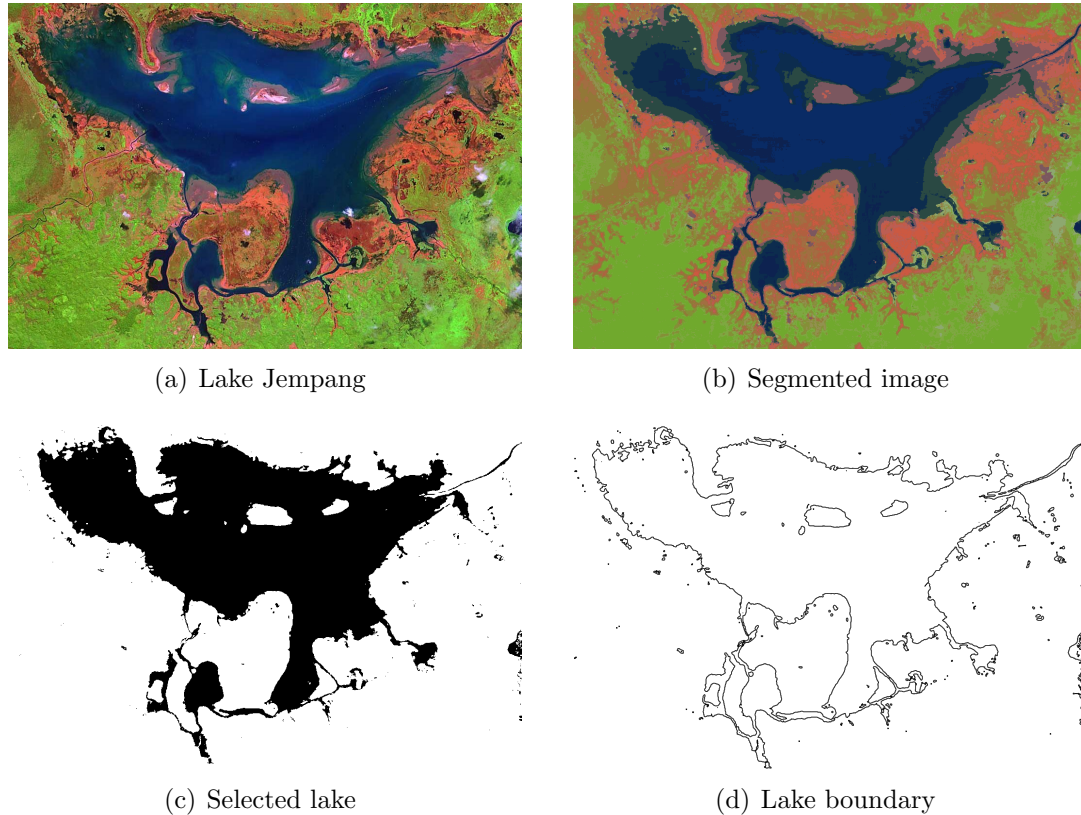 (a) Lake Jempang
(b) Segmented image
(c) Selected lake
(d) Lake boundary